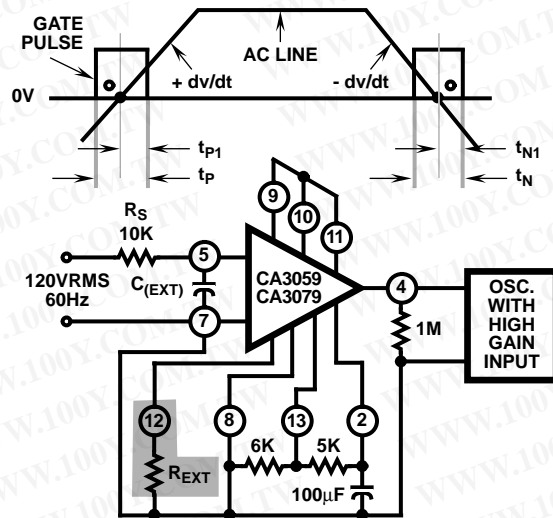 GATE
PULSE
AC LINE
+ dv/dt
- dv/dt
0V
tP1
tP
tN1
tN
9
10
11
RS
10K
5
120VRMS
60Hz
C(EXT)
7
CA3059
CA3079
4
1M
OSC.
WITH
HIGH
GAIN
INPUT
12
8
13
2
REXT
6K
5K
100µF
WWW.100Y.COM.TW